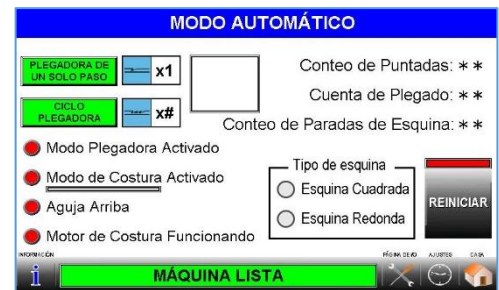 MODO AUTOMÁTICO
PLEGADORA DE
UN SOLO PASO
x1
CICLO
PLEGADORA
x#
Conteo de Puntadas: **
Cuenta de Plegado: **
Conteo de Paradas de Esquina: **
Modo Plegadora Activado
Modo de Costura Activado
Aguja Arriba
Motor de Costura Funcionando
Tipo de esquina
Esquina Cuadrada
Esquina Redonda
REINICIAR
INFORMACIÓN
i
MÁQUINA LISTA
AJUSTES
CASA